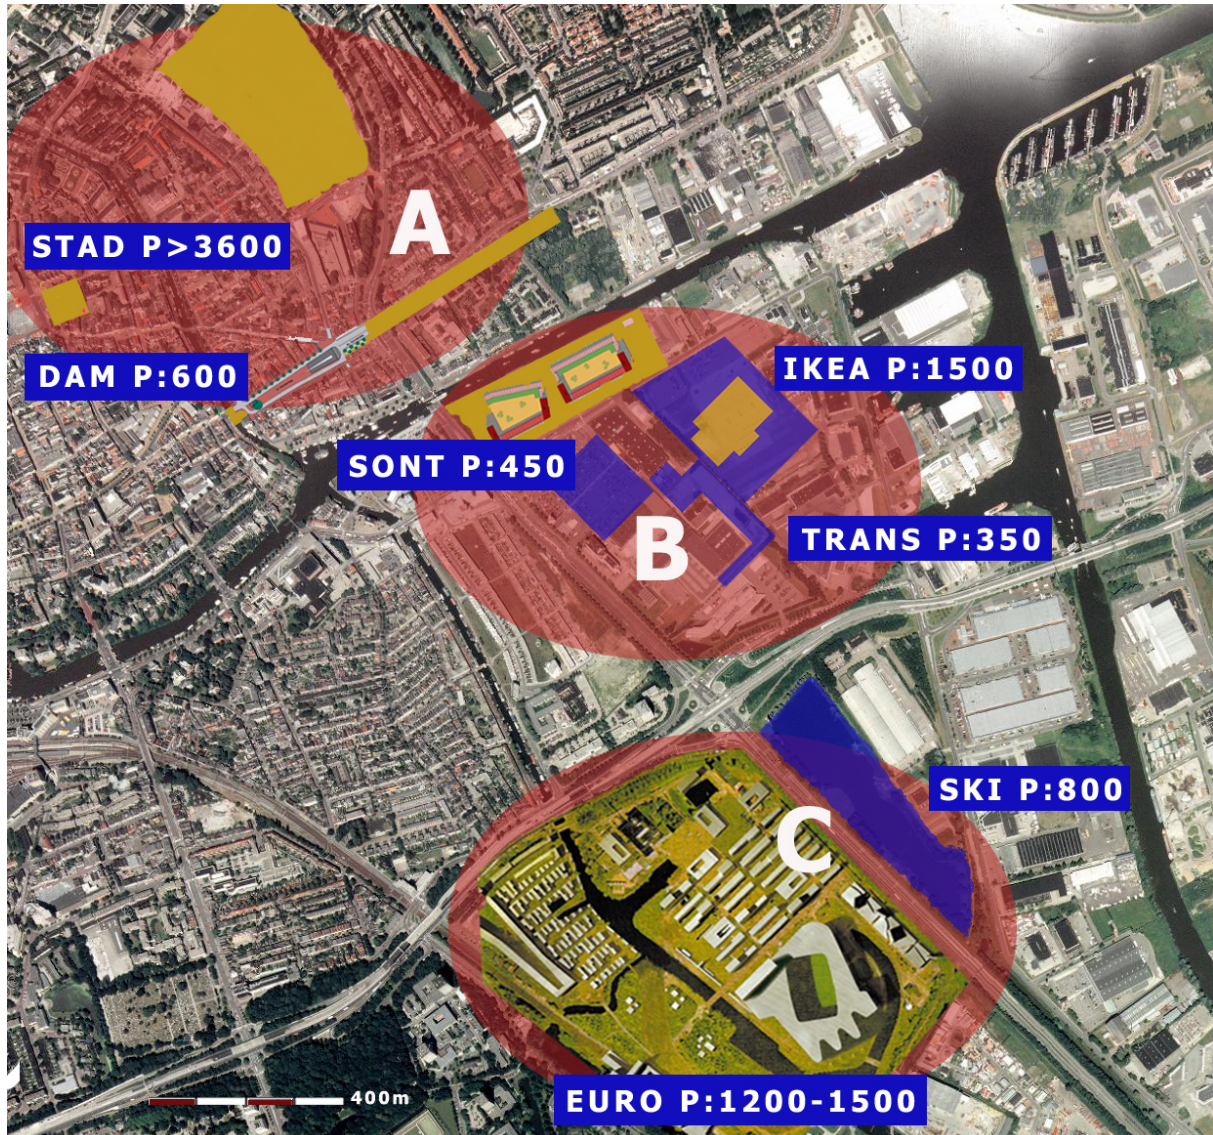 A
STAD P>3600
DAM P:600
IKEA P:1500
SONT P:450
TRANS P:350
B
SKI P:800
C
EURO P:1200-1500
400m